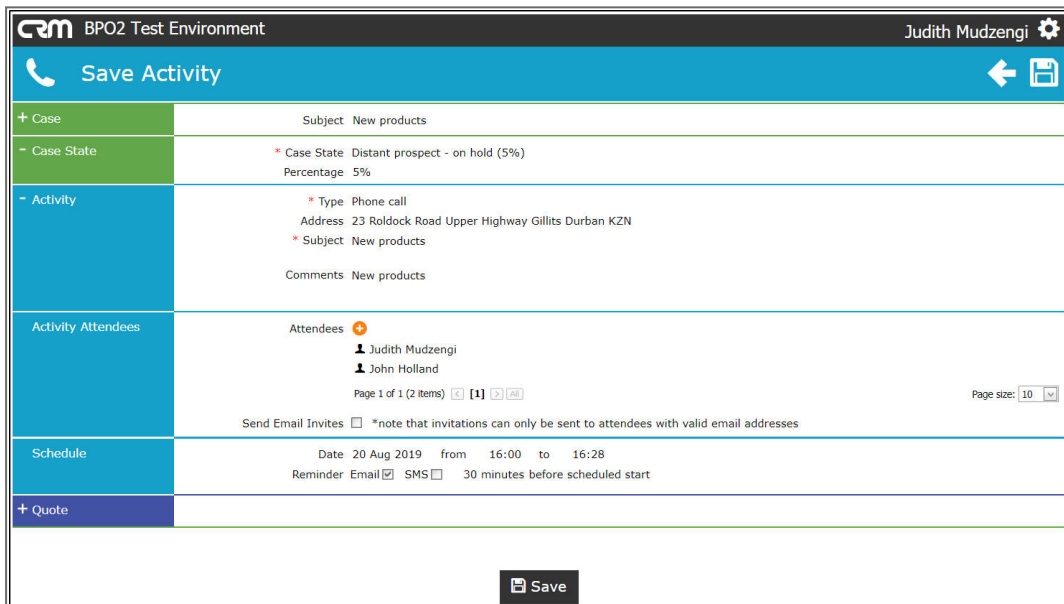 CRM BPO2 Test Environment Judith Mudzengi
Save Activity
+ Case Subject New products
- Case State * Case State Distant prospect - on hold (5%)
Percentage 5%
- Activity * Type Phone call
Address 23 Roldock Road Upper Highway Gillits Durban KZN
* Subject New products
Comments New products
Activity Attendees Attendees
Judith Mudzengi
John Holland
Page 1 of 1 (2 items) < [1] > All Page size: 10
Send Email Invites *note that invitations can only be sent to attendees with valid email addresses
Schedule Date 20 Aug 2019 from 16:00 to 16:28
Reminder Email SMS 30 minutes before scheduled start
+ Quote
Save